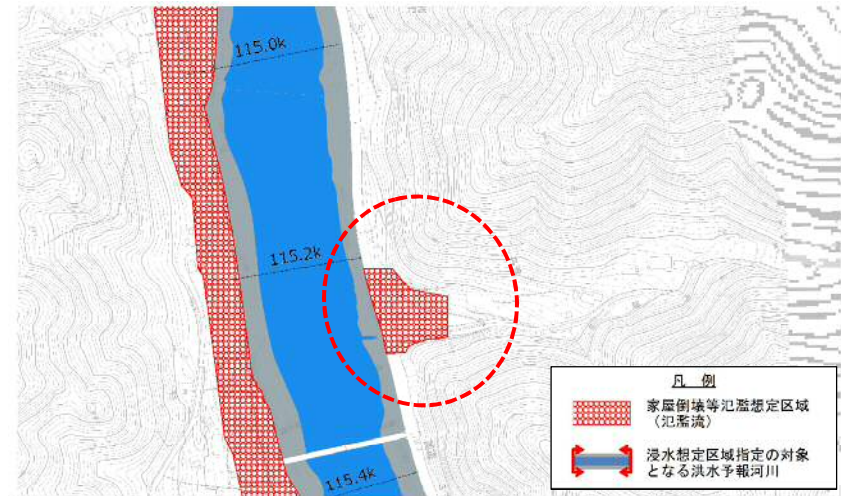 115.0k
115.2k
115.4k
凡 例
家屋倒壊等氾濫想定区域
（氾濫流）
浸水想定区域指定の対象
となる洪水予報河川